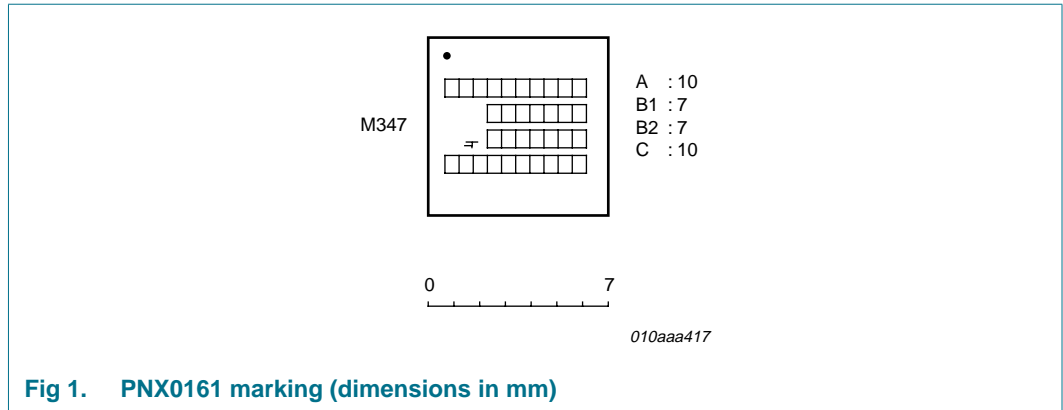 M347
A : 10
B1 : 7
B2 : 7
C : 10
0 7
010aaa417
Fig 1. PNX0161 marking (dimensions in mm)